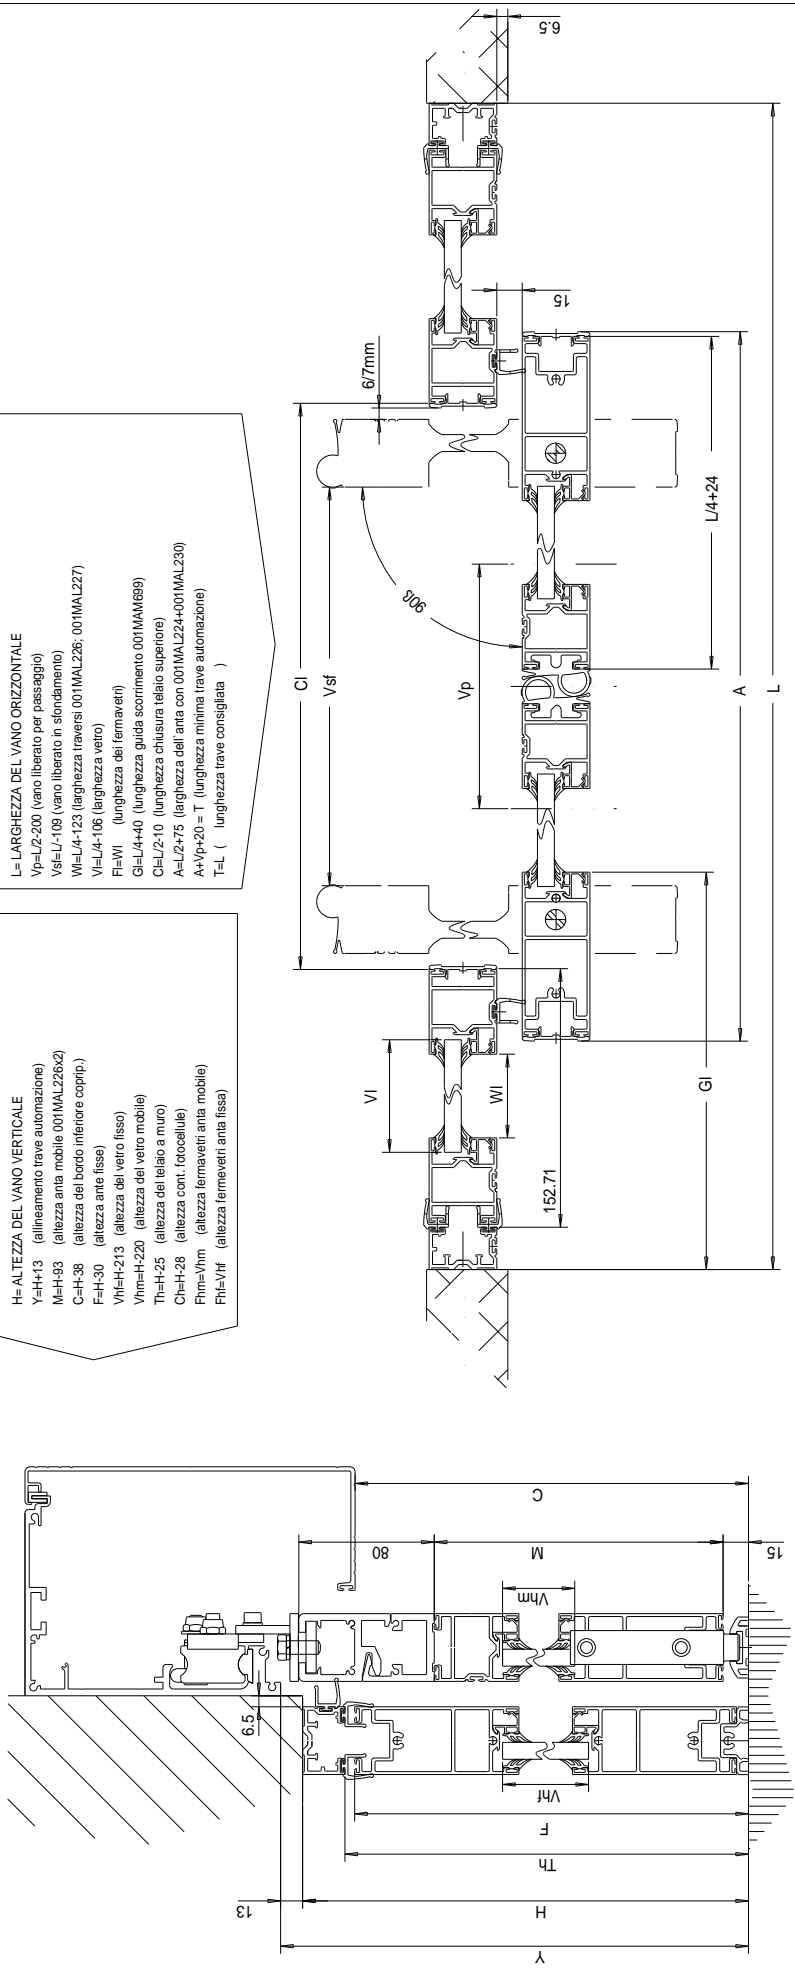 L= LARGHEZZA DEL VANO ORIZZONTALE
Vp=L/2-200 (vano liberato per passaggio)
Vsf=L/-109 (vano liberato in sfondamento)
Wl=L/4-123 (larghezza traversi 001MAL226; 001MAL227)
Vl=L/4-106 (larghezza vetro)
Fl=Wl (lunghezza dei fermavetri)
Gl=L/4+40 (lunghezza guida scorrimento 001MAM699)
Cl=L/2-10 (lunghezza chiusura telaio superiore)
A=L/2+75 (larghezza dell'anta con 001MAL224+001MAL230)
A+Vp+20 = T (lunghezza minima trave automazione)
T=L ( lunghezza trave consigliata )
H= ALTEZZA DEL VANO VERTICALE
Y=H+13 (allineamento trave automazione)
M=H-93 (altezza anta mobile 001MAL226x2)
C=H-38 (altezza del bordo inferiore coprip.)
F=H-30 (altezza ante fisse)
Vhf=H-213 (altezza del vetro fisso)
Vhm=H-220 (altezza del vetro mobile)
Th=H-25 (altezza del telaio a muro)
Ch=H-28 (altezza cont. fotocellule)
Fhm=Vhm (altezza fermavetri anta mobile)
Fhf=Vhf (altezza fermevetri anta fissa)
6.5
15
6/7mm
Cl
Vsf
90ß
Vp
L/4+24
A
L
Gl
Vl
Wl
152.71
C
80
M
15
Vhm
6.5
Vhf
F
Th
13
H
Y